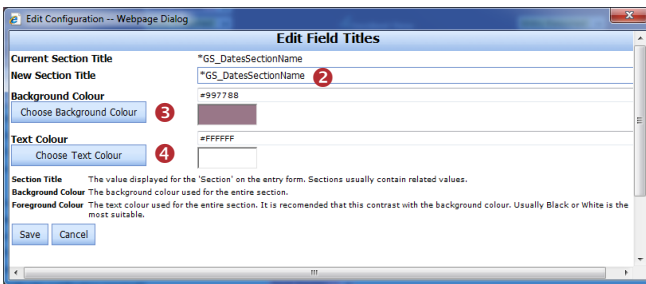 Edit Configuration -- Webpage Dialog
Edit Field Titles
Current Section Title *GS_DatesSectionName
New Section Title *GS_DatesSectionName 2
Background Colour #997788
Choose Background Colour 3
Text Colour #FFFFFF
Choose Text Colour 4
Section Title The value displayed for the 'Section' on the entry form. Sections usually contain related values.
Background Colour The background colour used for the entire section.
Foreground Colour The text colour used for the entire section. It is recomended that this contrast with the background colour. Usually Black or White is the
most suitable.
Save Cancel